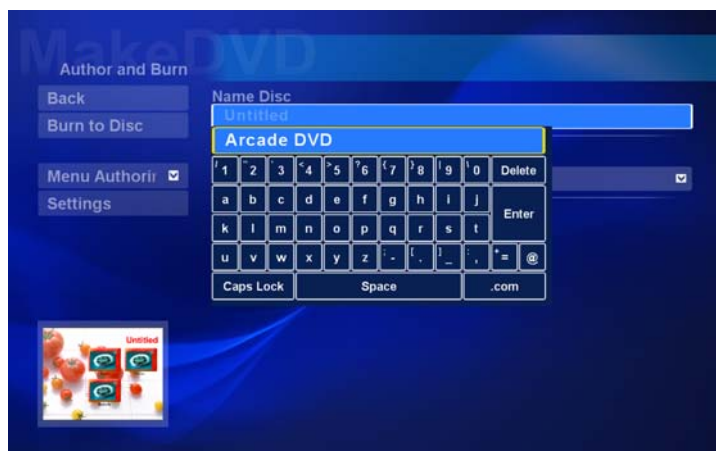 MakeDVD
Author and Burn
Back
Burn to Disc
Menu Authorir
Settings
Name Disc
Untitled
Arcade DVD
1 2 3 <4 >5 ?6 {7 }8 |9 \0 Delete
a b c d e f g h i j
Enter
k l m n o p q r s t
u v w x y z ;- [. ]_ :, += @
Caps Lock Space .com
Untitled